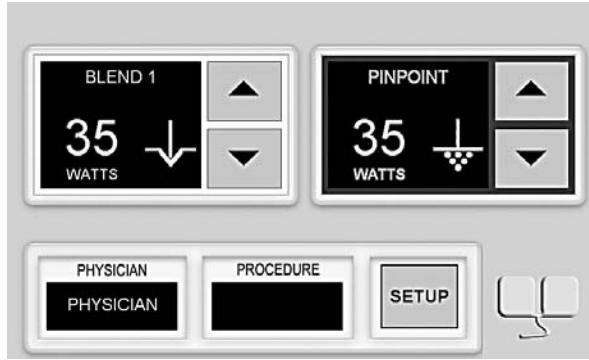 BLEND 1
35
WATTS
PINPOINT
35
WATTS
PHYSICIAN
PHYSICIAN
PROCEDURE
SETUP